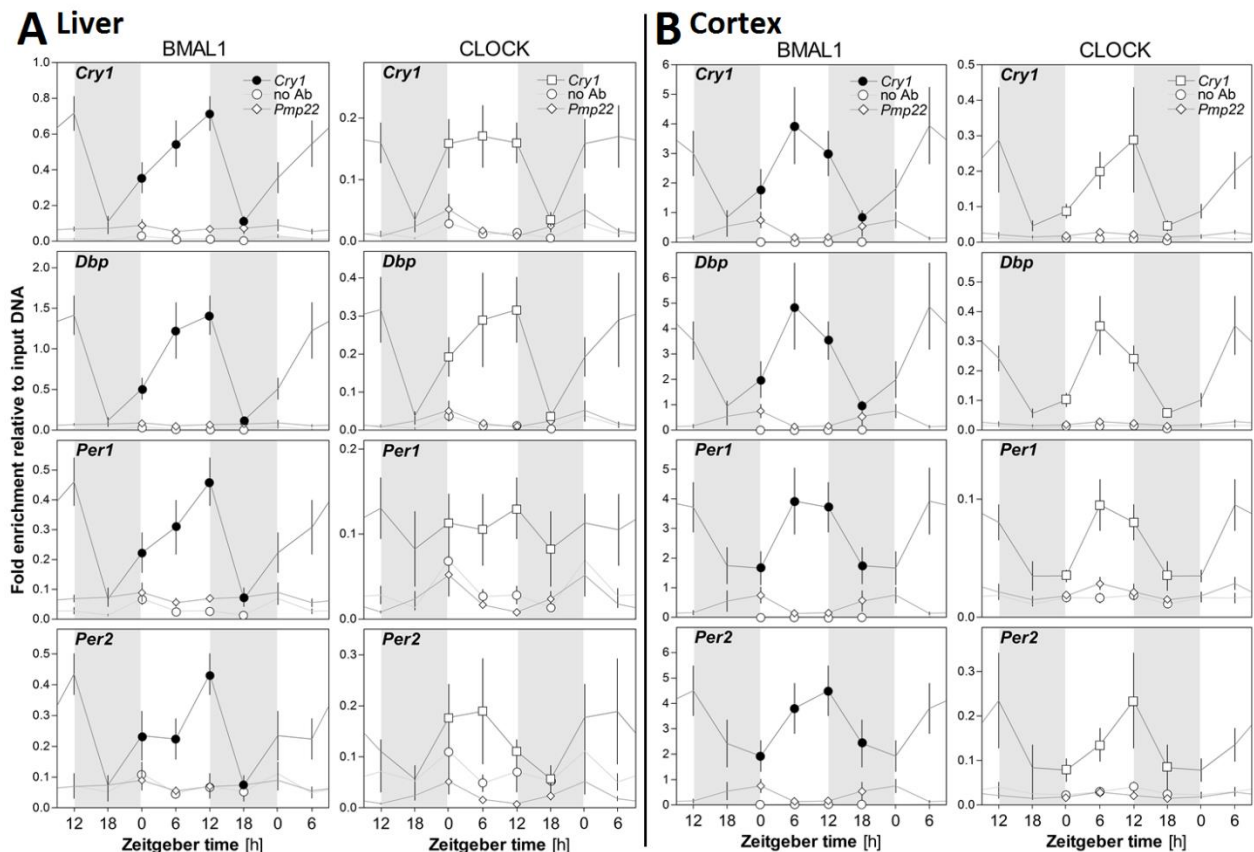 A Liver
BMAL1
CLOCK
B Cortex
BMAL1
CLOCK
Fold enrichment relative to input DNA
Cry1
Cry1
no Ab
Pmp22
1.0
0.8
0.6
0.4
0.2
0.0
Cry1
no Ab
Pmp22
0.2
0.1
0.0
Cry1
Cry1
no Ab
Pmp22
6
5
4
3
2
1
0
Cry1
Cry1
no Ab
Pmp22
0.5
0.4
0.3
0.2
0.1
0.0
Dbp
2.0
1.5
1.0
0.5
0.0
Dbp
0.4
0.3
0.2
0.1
0.0
Dbp
6
5
4
3
2
1
0
Dbp
0.5
0.4
0.3
0.2
0.1
0.0
Per1
0.5
0.4
0.3
0.2
0.1
0.0
Per1
0.2
0.1
0.0
Per1
6
5
4
3
2
1
0
Per1
0.1
0.0
Per2
0.5
0.4
0.3
0.2
0.1
0.0
Per2
0.3
0.2
0.1
0.0
Per2
6
5
4
3
2
1
0
Per2
0.3
0.2
0.1
0.0
12 18 0 6 12 18 0 6
12 18 0 6 12 18 0 6
12 18 0 6 12 18 0 6
12 18 0 6 12 18 0 6
Zeitgeber time [h]
Zeitgeber time [h]
Zeitgeber time [h]
Zeitgeber time [h]